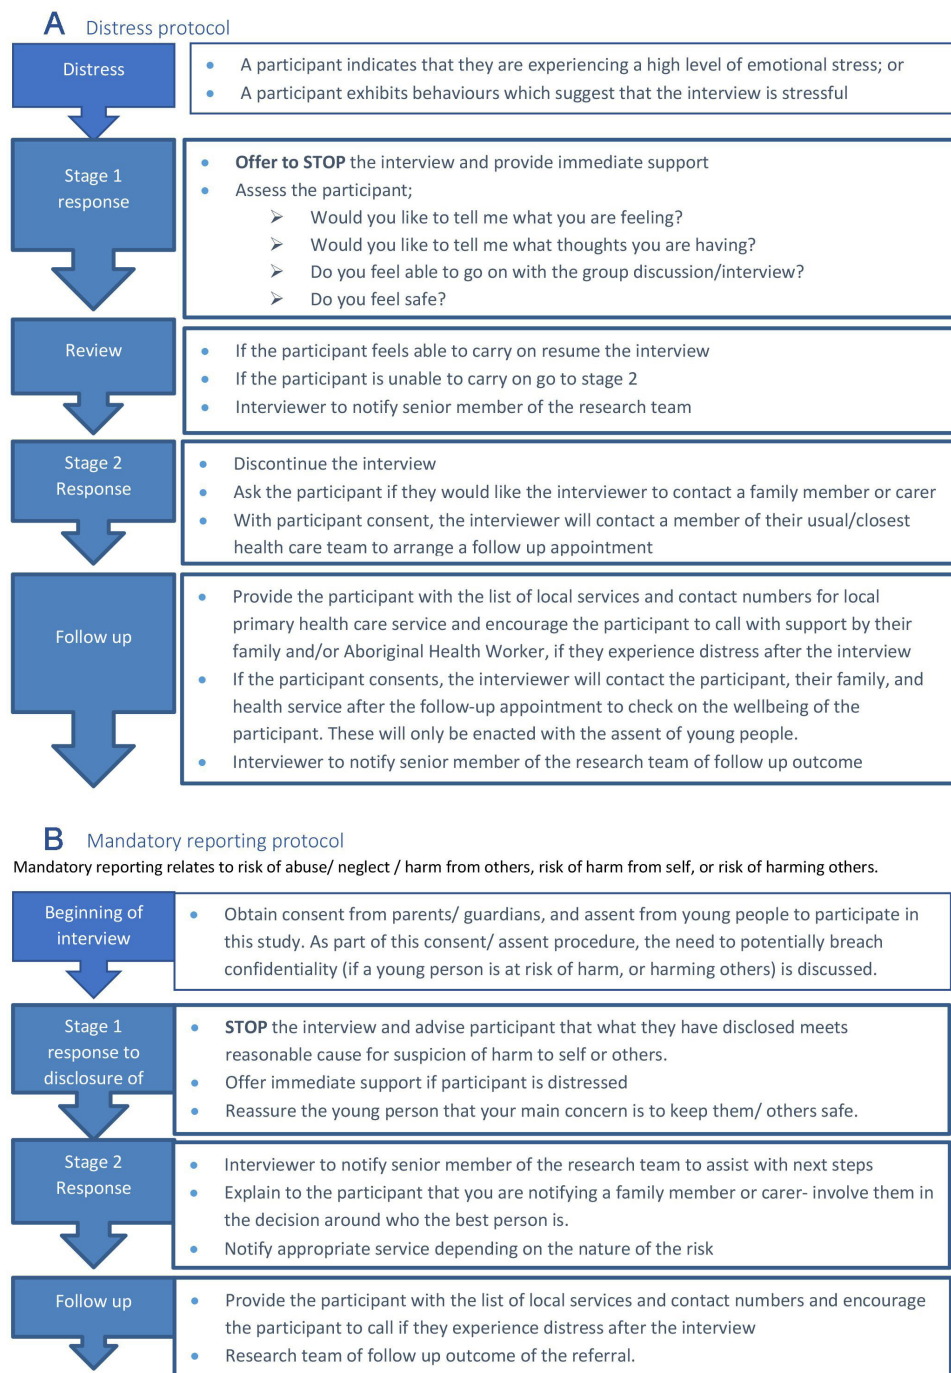 A Distress protocol
Distress
• A participant indicates that they are experiencing a high level of emotional stress; or
• A participant exhibits behaviours which suggest that the interview is stressful
Stage 1
response
• Offer to STOP the interview and provide immediate support
• Assess the participant;
➢ Would you like to tell me what you are feeling?
➢ Would you like to tell me what thoughts you are having?
➢ Do you feel able to go on with the group discussion/interview?
➢ Do you feel safe?
Review
• If the participant feels able to carry on resume the interview
• If the participant is unable to carry on go to stage 2
• Interviewer to notify senior member of the research team
Stage 2
Response
• Discontinue the interview
• Ask the participant if they would like the interviewer to contact a family member or carer
• With participant consent, the interviewer will contact a member of their usual/closest
health care team to arrange a follow up appointment
Follow up
• Provide the participant with the list of local services and contact numbers for local
primary health care service and encourage the participant to call with support by their
family and/or Aboriginal Health Worker, if they experience distress after the interview
• If the participant consents, the interviewer will contact the participant, their family, and
health service after the follow-up appointment to check on the wellbeing of the
participant. These will only be enacted with the assent of young people.
• Interviewer to notify senior member of the research team of follow up outcome
B Mandatory reporting protocol
Mandatory reporting relates to risk of abuse/ neglect / harm from others, risk of harm from self, or risk of harming others.
Beginning of
interview
• Obtain consent from parents/ guardians, and assent from young people to participate in
this study. As part of this consent/ assent procedure, the need to potentially breach
confidentiality (if a young person is at risk of harm, or harming others) is discussed.
Stage 1
response to
disclosure of
• STOP the interview and advise participant that what they have disclosed meets
reasonable cause for suspicion of harm to self or others.
• Offer immediate support if participant is distressed
• Reassure the young person that your main concern is to keep them/ others safe.
Stage 2
Response
• Interviewer to notify senior member of the research team to assist with next steps
• Explain to the participant that you are notifying a family member or carer- involve them in
the decision around who the best person is.
• Notify appropriate service depending on the nature of the risk
Follow up
• Provide the participant with the list of local services and contact numbers and encourage
the participant to call if they experience distress after the interview
• Research team of follow up outcome of the referral.